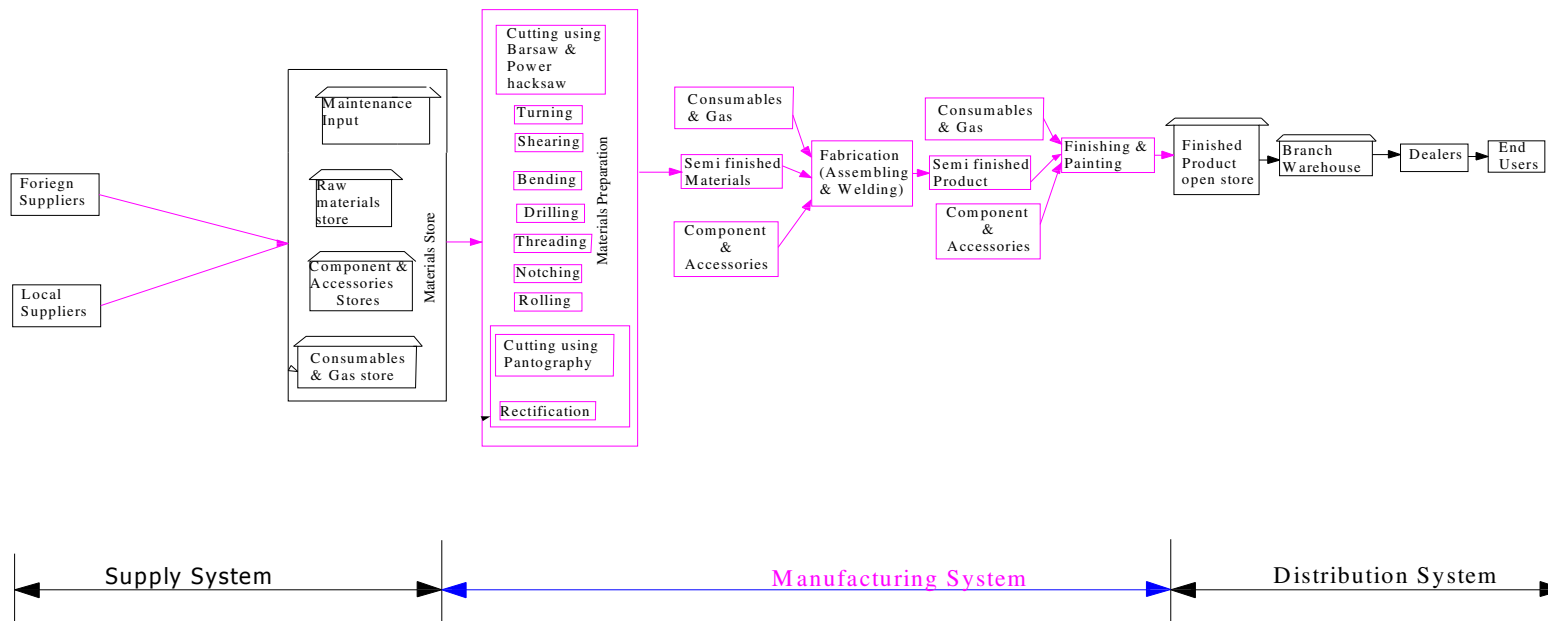 Foriegn
Suppliers
Local
Suppliers
Maintenance
Input
Raw
materials
store
Component &
Accessories
Stores
Consumables
& Gas store
Materials Store
Cutting using
Barsaw &
Power
hacksaw
Turning
Shearing
Bending
Drilling
Threading
Notching
Rolling
Cutting using
Pantography
Rectification
Materials Preparation
Consumables
& Gas
Semi finished
Materials
Component
&
Accessories
Fabrication
(Assembling
& Welding)
Consumables
& Gas
Semi finished
Product
Component
&
Accessories
Finishing &
Painting
Finished
Product
open store
Branch
Warehouse
Dealers
End
Users
Supply System
Manufacturing System
Distribution System